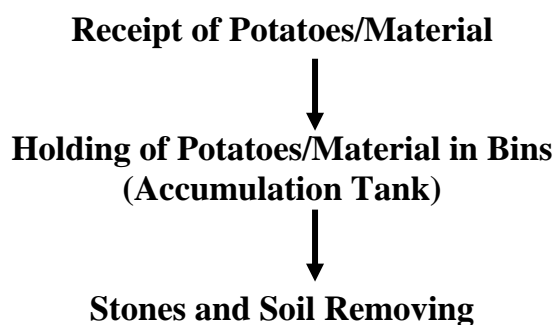 Receipt of Potatoes/Material
Holding of Potatoes/Material in Bins
(Accumulation Tank)
Stones and Soil Removing